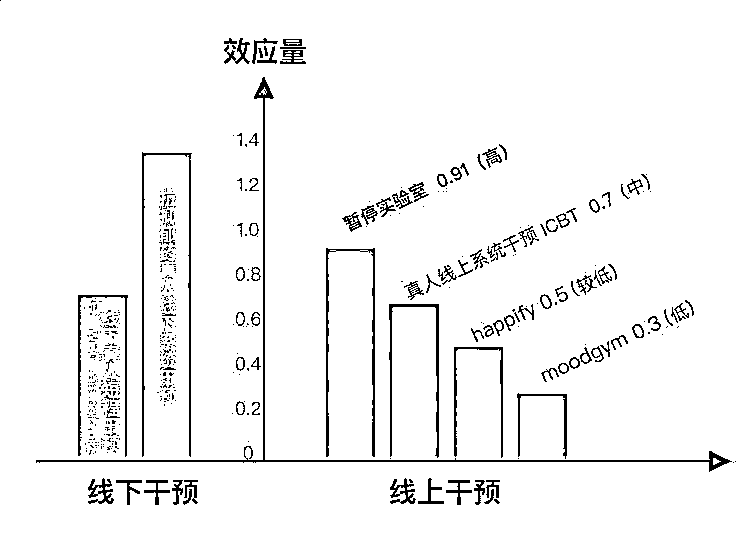 效应量
1.4
1.2
1.0
0.8
0.6
0.4
0.2
0
暂停实验室 0.91（高）
真人线上系统干预 ICBT 0.7（中）
happify 0.5（较低）
moodgym 0.3（低）
线下干预
线上干预